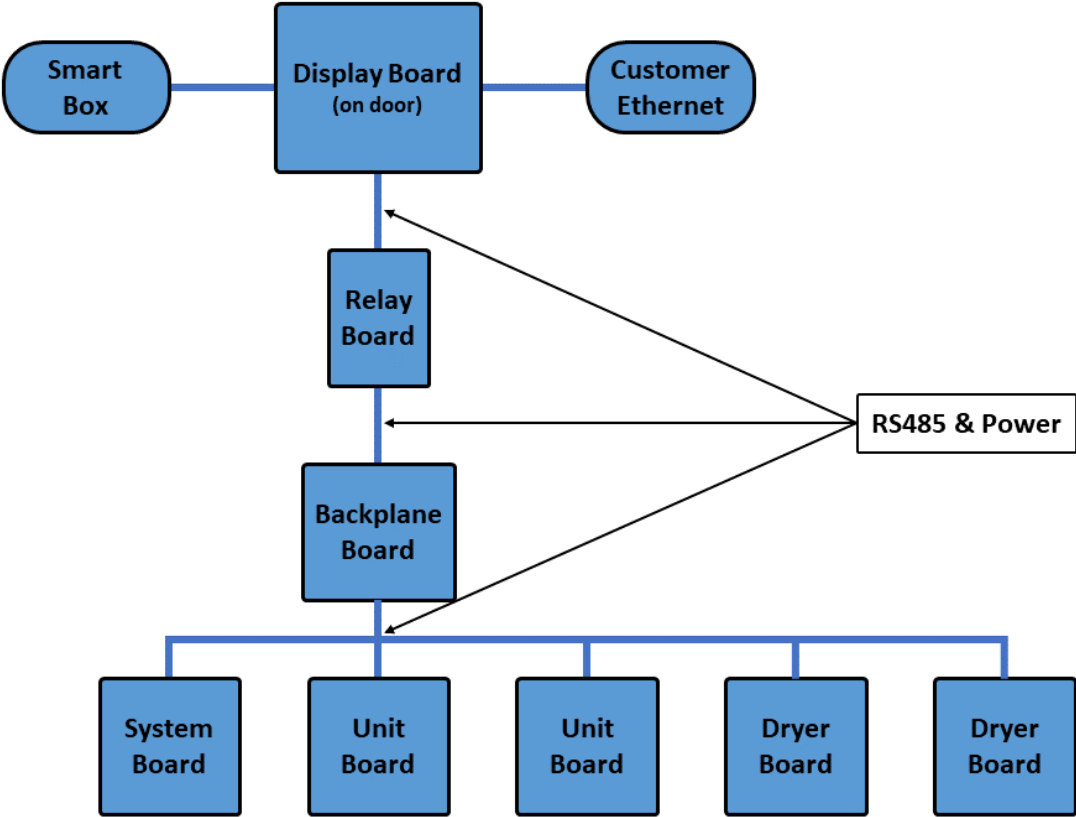 Smart
Box
Display Board
(on door)
Customer
Ethernet
Relay
Board
RS485 & Power
Backplane
Board
System
Board
Unit
Board
Unit
Board
Dryer
Board
Dryer
Board